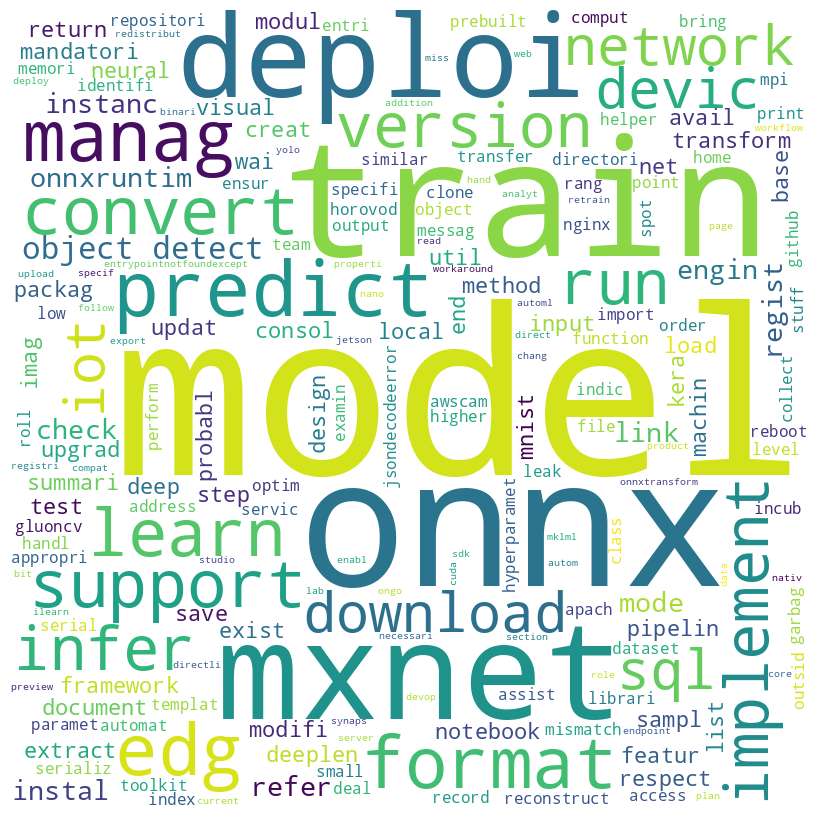 return
repositori
redistribut
modul
entri
deploi
prebuilt
comput
bring
network
mandatori
memori
neural
deploy
identifi
binari
instanc
visual
miss
web
addition
devic
mpi
manag
creat
version
helper
avail
print
workflow
transform
wai
yolo
similar
transfer
directori
net
home
onnxruntim
ensur
train
specifi
clone
hand
analyt
rang
retrain
point
base
convert
horovod
object
nginx
spot
page
github
output
messag
object detect
team
util
read
upload
specif
entrypointnotfoundexcept
properti
workaround
method
run
engin
regist
stuff
packag
predict
low
follow
nano
automl
import
order
iot
updat
consol
local
end
input
function
load
imag
export
jetson
direct
chang
perform
probabl
model
design
examin
jsondecodeerror
awscam
higher
mnist
indic
kera
machin
collect
roll
check
file
link
product
reboot
level
upgrad
registri
compat
summari
deep
step
optim
leak
onnxtransform
test
address
servic
onnx
hyperparamet
class
incub
gluoncv
learn
handl
appropri
studio
enabl
cuda
sdk
mklml
autom
data
implement
nativ
bit
support
lab
ongo
save
download
mode
ilearn
serial
exist
necessari
section
apach
pipelin
outsid
garbag
infer
directli
mxnet
dataset
sql
role
core
preview
framework
templat
devop
assist
librari
document
synaps
server
modifi
notebook
mismatch
endpoint
sampl
list
paramet
automat
extract
edg
deeplen
format
featur
serializ
small
respect
instal
toolkit
index
current
refer
deal
record
reconstruct
access
plan